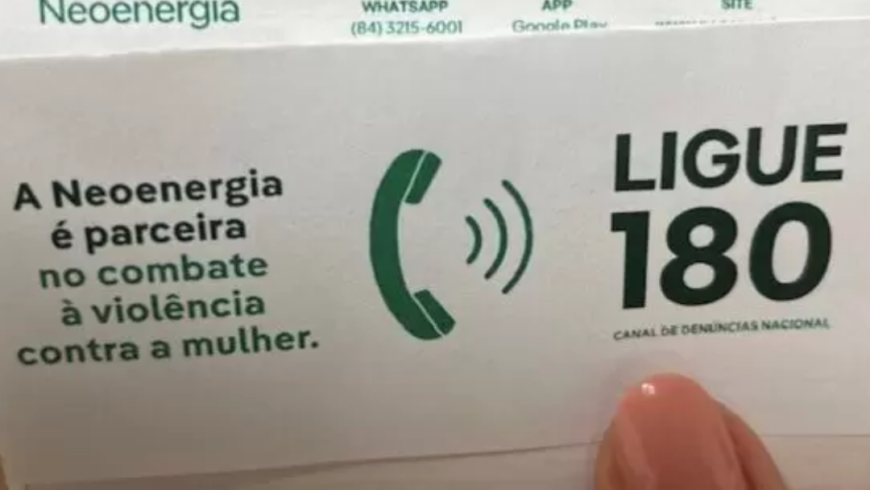 Neoenergia
WHATSAPP
(84) 3215-6001
APP
Google Play
SITE
A Neoenergia
é parceira
no combate
à violência
contra a mulher.
LIGUE
180
CANAL DE DENÚNCIAS NACIONAL